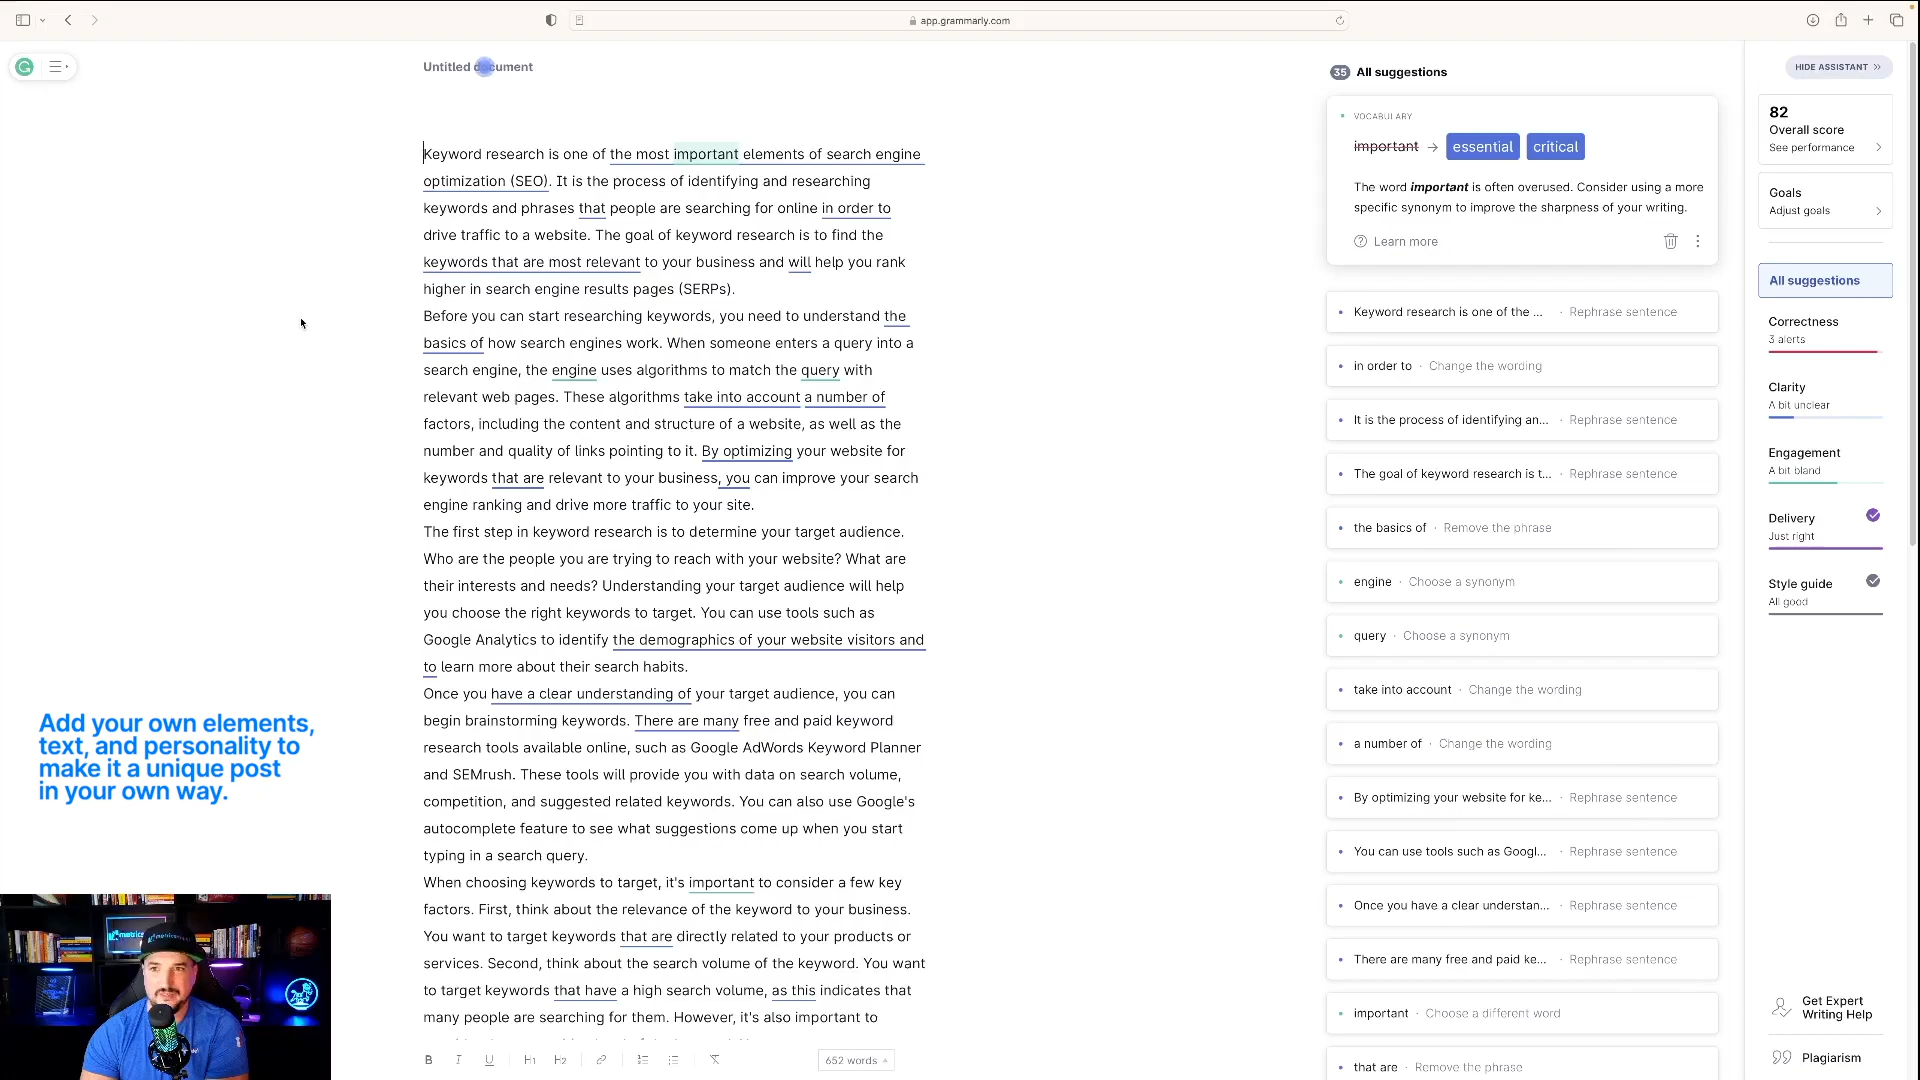 app.grammarly.com
Untitled document
Keyword research is one of the most important elements of search engine
optimization (SEO). It is the process of identifying and researching
keywords and phrases that people are searching for online in order to
drive traffic to a website. The goal of keyword research is to find the
keywords that are most relevant to your business and will help you rank
higher in search engine results pages (SERPs).
Before you can start researching keywords, you need to understand the
basics of how search engines work. When someone enters a query into a
search engine, the engine uses algorithms to match the query with
relevant web pages. These algorithms take into account a number of
factors, including the content and structure of a website, as well as the
number and quality of links pointing to it. By optimizing your website for
keywords that are relevant to your business, you can improve your search
engine ranking and drive more traffic to your site.
The first step in keyword research is to determine your target audience.
Who are the people you are trying to reach with your website? What are
their interests and needs? Understanding your target audience will help
you choose the right keywords to target. You can use tools such as
Google Analytics to identify the demographics of your website visitors and
to learn more about their search habits.
Once you have a clear understanding of your target audience, you can
begin brainstorming keywords. There are many free and paid keyword
research tools available online, such as Google AdWords Keyword Planner
and SEMrush. These tools will provide you with data on search volume,
competition, and suggested related keywords. You can also use Google's
autocomplete feature to see what suggestions come up when you start
typing in a search query.
When choosing keywords to target, it's important to consider a few key
factors. First, think about the relevance of the keyword to your business.
You want to target keywords that are directly related to your products or
services. Second, think about the search volume of the keyword. You want
to target keywords that have a high search volume, as this indicates that
many people are searching for them. However, it's also important to
B I U H1 H2
652 words
Add your own elements,
text, and personality to
make it a unique post
in your own way.
35 All suggestions
VOCABULARY
important → essential critical
The word important is often overused. Consider using a more
specific synonym to improve the sharpness of your writing.
Learn more
Keyword research is one of the ... · Rephrase sentence
in order to · Change the wording
It is the process of identifying an... · Rephrase sentence
The goal of keyword research is t... · Rephrase sentence
the basics of · Remove the phrase
engine · Choose a synonym
query · Choose a synonym
take into account · Change the wording
a number of · Change the wording
By optimizing your website for ke... · Rephrase sentence
You can use tools such as Googl... · Rephrase sentence
Once you have a clear understan... · Rephrase sentence
There are many free and paid ke... · Rephrase sentence
important · Choose a different word
that are · Remove the phrase
HIDE ASSISTANT
82
Overall score
See performance
Goals
Adjust goals
All suggestions
Correctness
3 alerts
Clarity
A bit unclear
Engagement
A bit bland
Delivery
Just right
Style guide
All good
Get Expert
Writing Help
Plagiarism